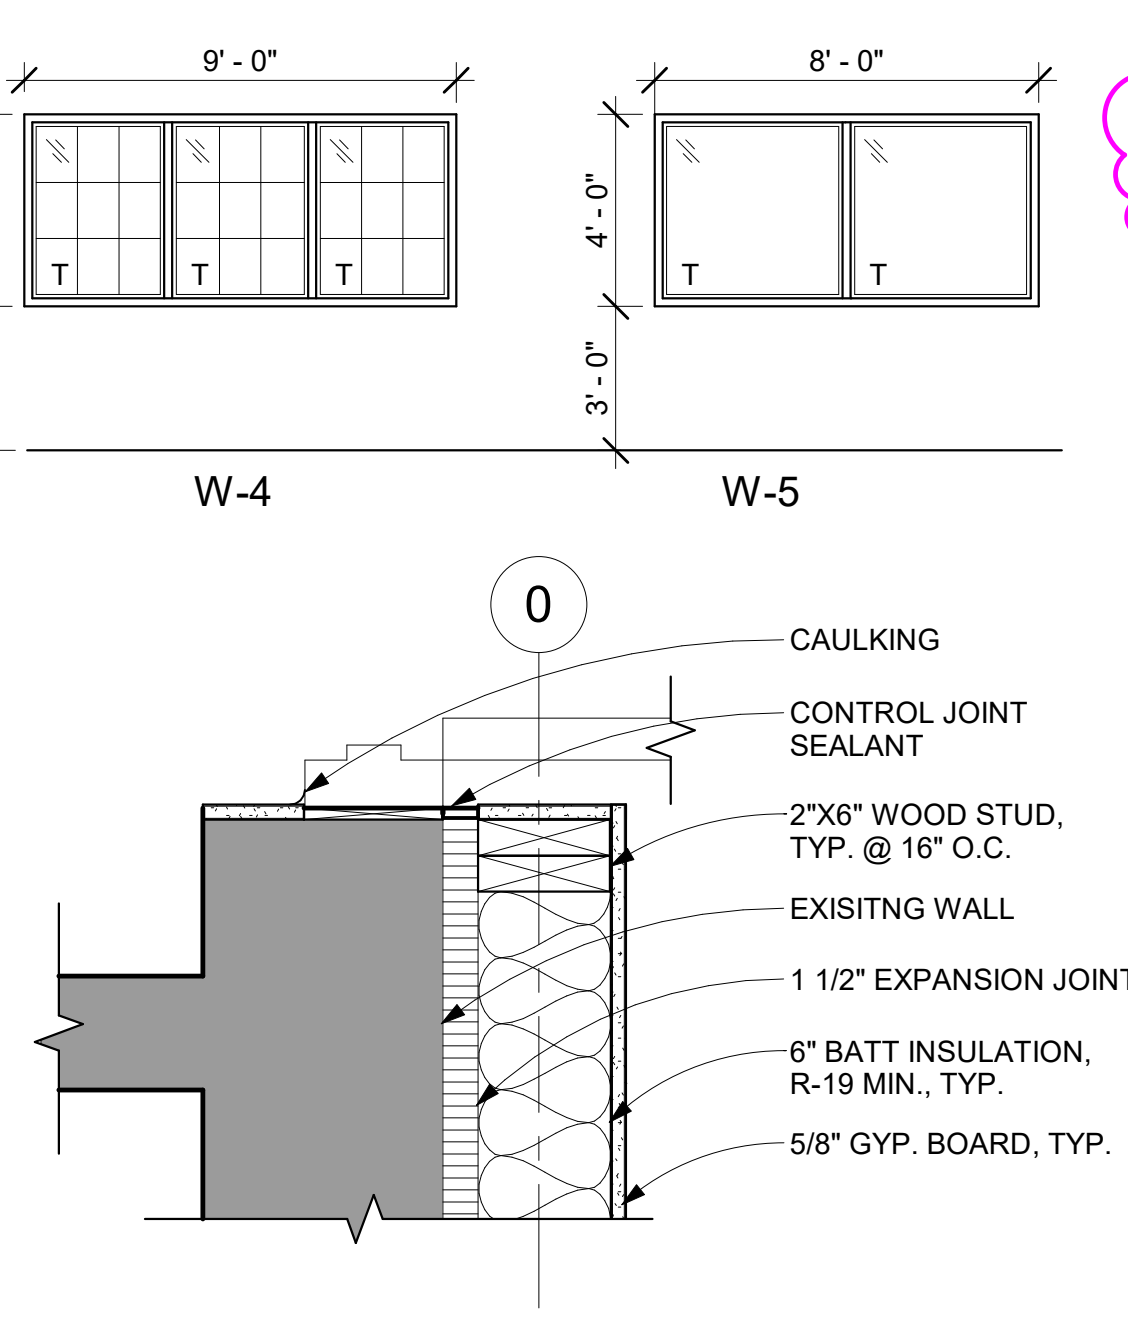 9' - 0"
8' - 0"
4' - 0"
T
T
T
T
T
3' - 0"
W-4
W-5
0
CAULKING
CONTROL JOINT
SEALANT
2"X6" WOOD STUD,
TYP. @ 16" O.C.
EXISITNG WALL
1 1/2" EXPANSION JOINT
6" BATT INSULATION,
R-19 MIN., TYP.
5/8" GYP. BOARD, TYP.